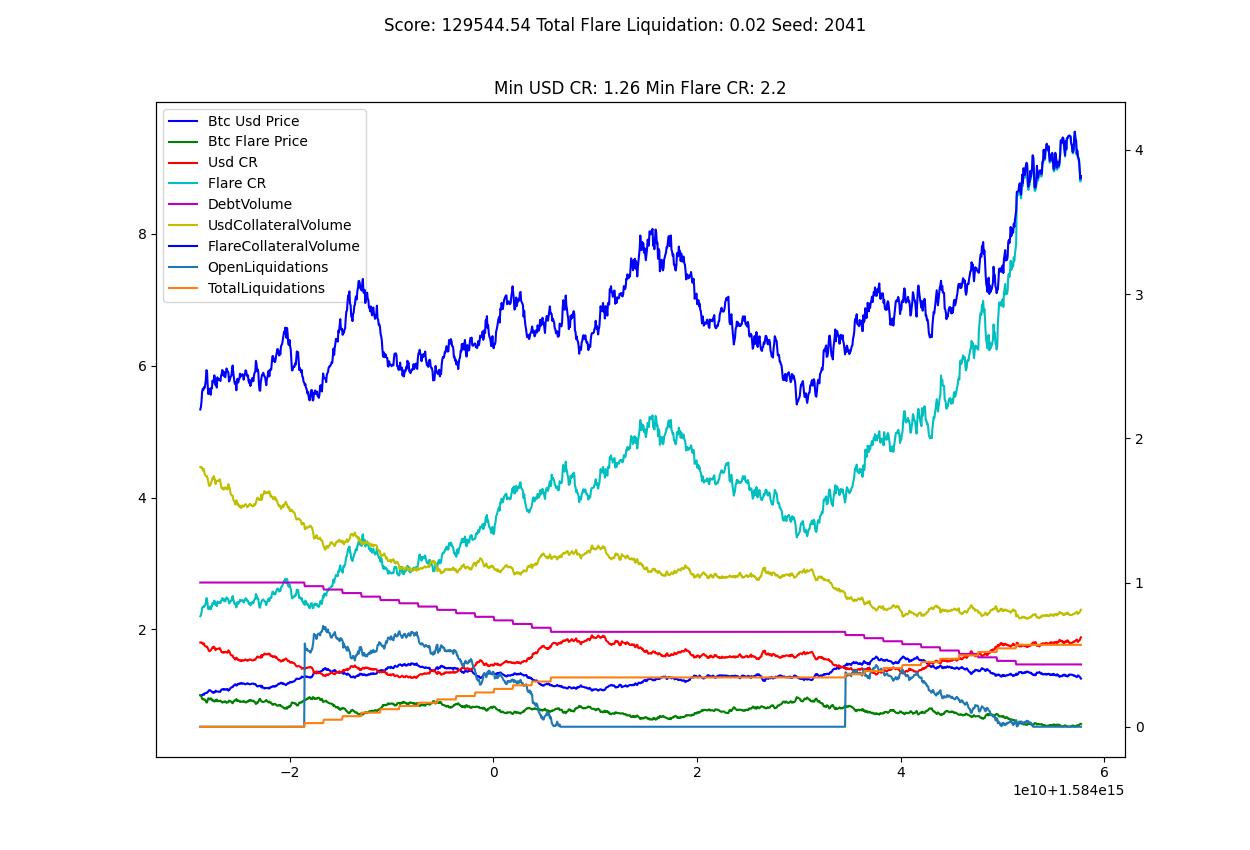 Score: 129544.54 Total Flare Liquidation: 0.02 Seed: 2041
Min USD CR: 1.26 Min Flare CR: 2.2
Btc Usd Price
Btc Flare Price
Usd CR
Flare CR
DebtVolume
UsdCollateralVolume
FlareCollateralVolume
OpenLiquidations
TotalLiquidations
8
6
4
2
4
3
2
1
0
−2
0
2
4
6
1e10+1.584e15